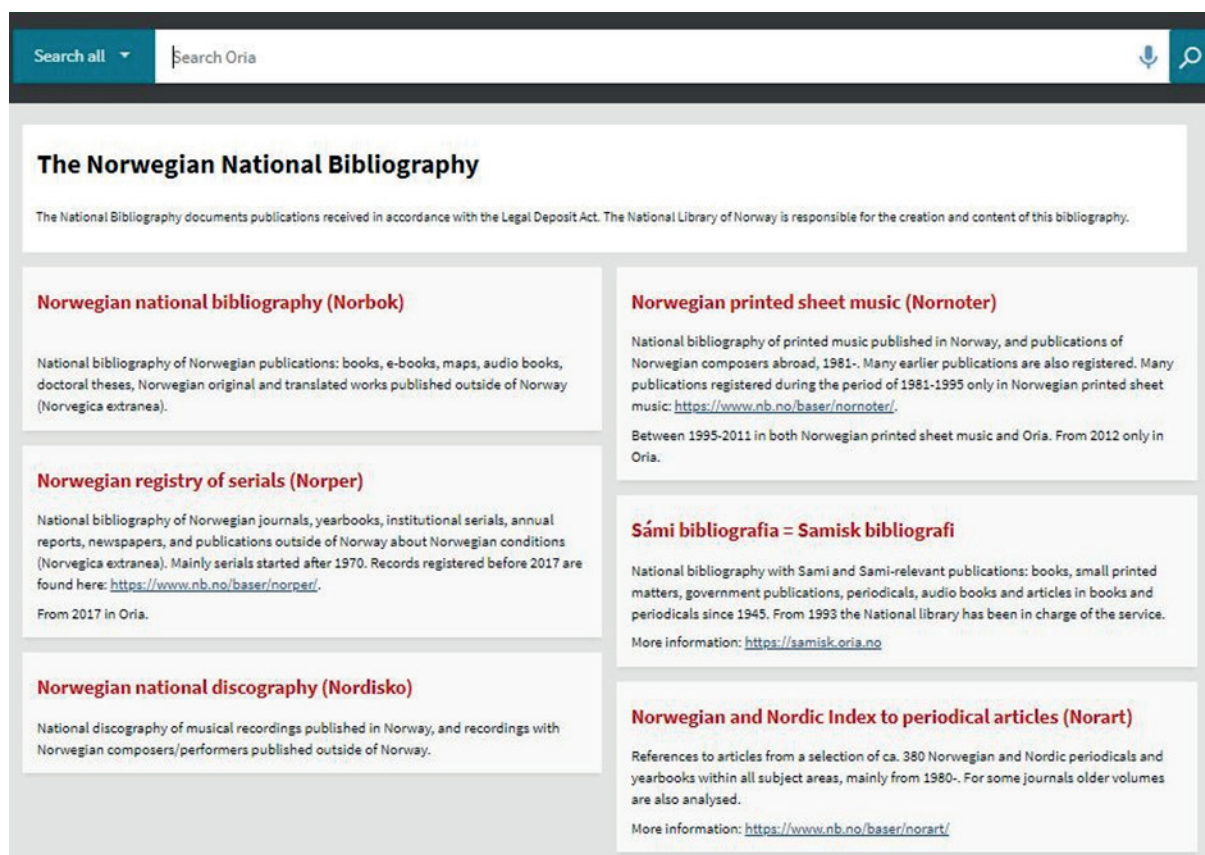 Search all
Search Oria
The Norwegian National Bibliography
The National Bibliography documents publications received in accordance with the Legal Deposit Act. The National Library of Norway is responsible for the creation and content of this bibliography.
Norwegian national bibliography (Norbok)
National bibliography of Norwegian publications: books, e-books, maps, audio books,
doctoral theses, Norwegian original and translated works published outside of Norway
(Norvegica extranea).
Norwegian registry of serials (Norper)
National bibliography of Norwegian journals, yearbooks, institutional serials, annual
reports, newspapers, and publications outside of Norway about Norwegian conditions
(Norvegica extranea). Mainly serials started after 1970. Records registered before 2017 are
found here: https://www.nb.no/baser/norper/.
From 2017 in Oria.
Norwegian national discography (Nordisko)
National discography of musical recordings published in Norway, and recordings with
Norwegian composers/performers published outside of Norway.
Norwegian printed sheet music (Nornoter)
National bibliography of printed music published in Norway, and publications of
Norwegian composers abroad, 1981-. Many earlier publications are also registered. Many
publications registered during the period of 1981-1995 only in Norwegian printed sheet
music: https://www.nb.no/baser/nornoter/.
Between 1995-2011 in both Norwegian printed sheet music and Oria. From 2012 only in
Oria.
Sámi bibliografia = Samisk bibliografi
National bibliography with Sami and Sami-relevant publications: books, small printed
matters, government publications, periodicals, audio books and articles in books and
periodicals since 1945. From 1993 the National library has been in charge of the service.
More information: https://samisk.oria.no
Norwegian and Nordic Index to periodical articles (Norart)
References to articles from a selection of ca. 380 Norwegian and Nordic periodicals and
yearbooks within all subject areas, mainly from 1980-. For some journals older volumes
are also analysed.
More information: https://www.nb.no/baser/norart/